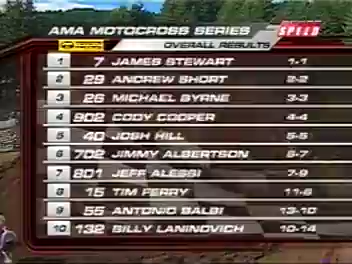 AMA MOTOCROSS SERIES
SPEED
OVERALL RESULTS
1 7 JAMES STEWART 1-1
2 29 ANDREW SHORT 2-2
3 26 MICHAEL BYRNE 3-3
4 902 CODY COOPER 4-4
5 40 JOSH HILL 5-5
6 702 JIMMY ALBERTSON 6-7
7 801 JEFF ALESSI 7-9
8 15 TIM FERRY 11-6
9 55 ANTONIO BALBI 13-10
10 132 BILLY LANINOVICH 10-14